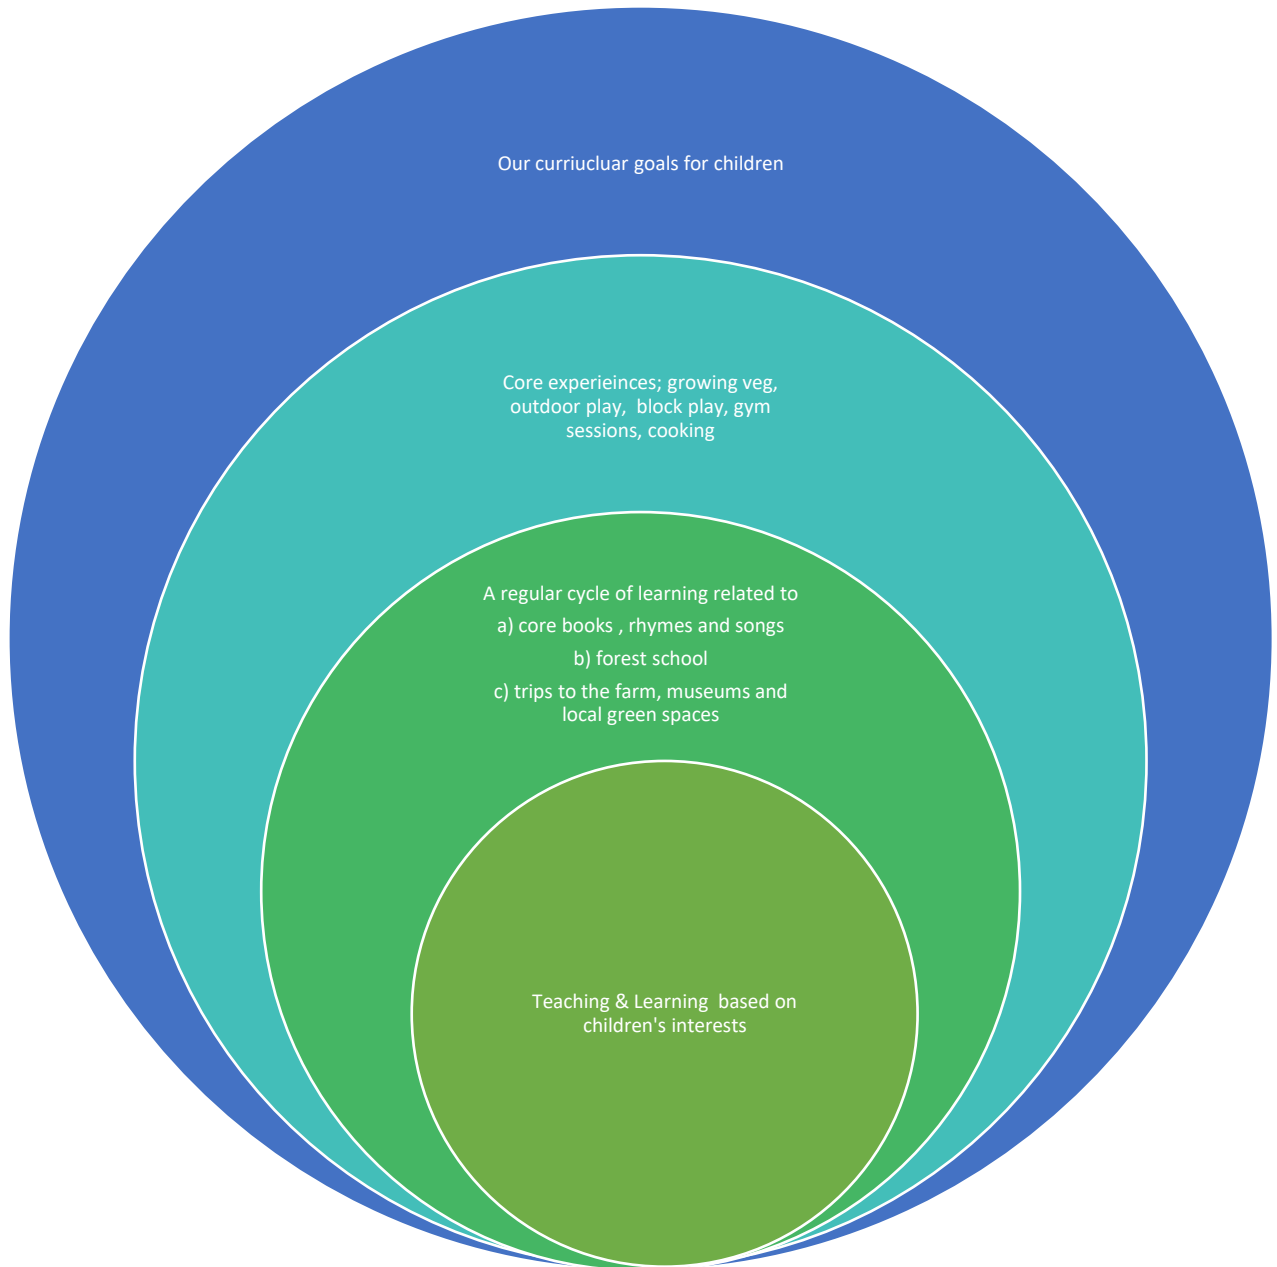 Our curriucluar goals for children
Core experieinces; growing veg,
outdoor play,  block play, gym
sessions, cooking
A regular cycle of learning related to
a) core books , rhymes and songs
b) forest school
c) trips to the farm, museums and
local green spaces
Teaching & Learning  based on
children's interests